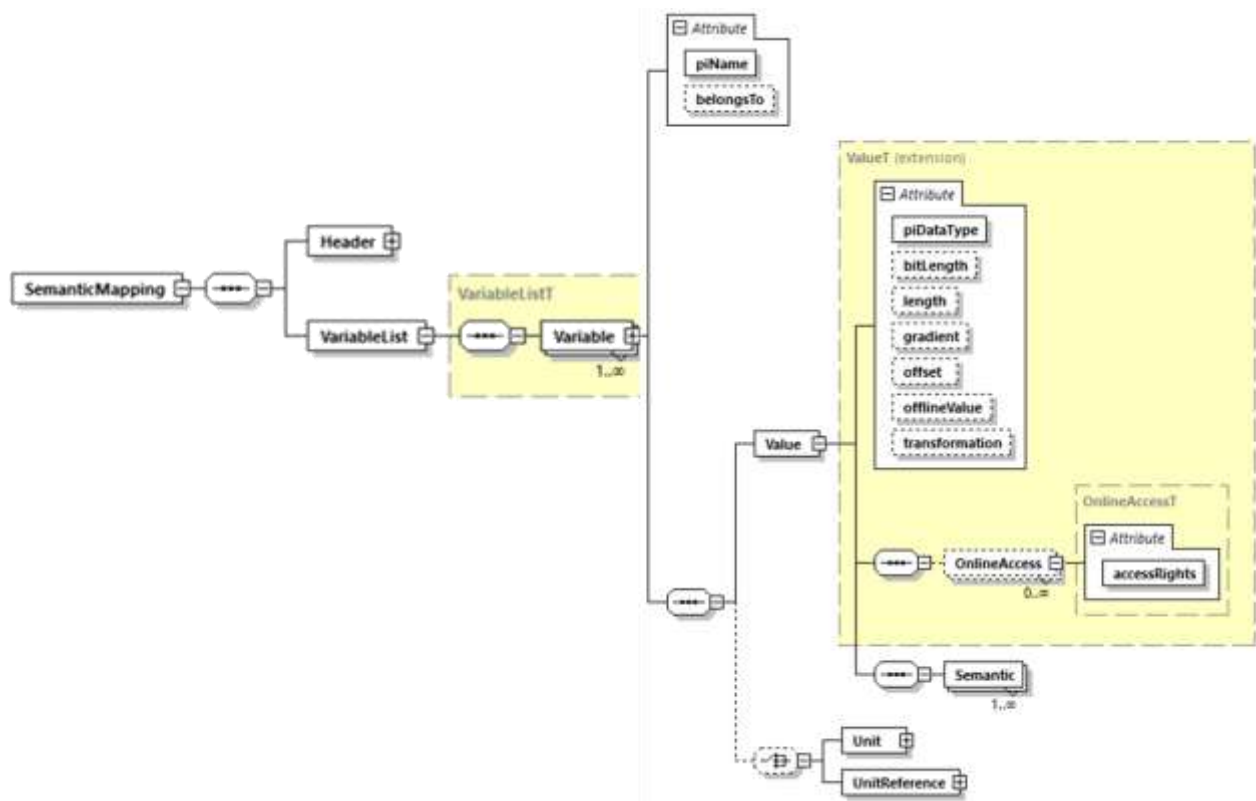 Attribute
piName
belongsTo
ValueT (extension)
Attribute
piDataType
bitLength
length
gradient
offset
offlineValue
transformation
Header
SemanticMapping
VariableListT
VariableList
Variable
1..∞
Value
OnlineAccessT
Attribute
accessRights
OnlineAccess
0..∞
Semantic
1..∞
Unit
UnitReference